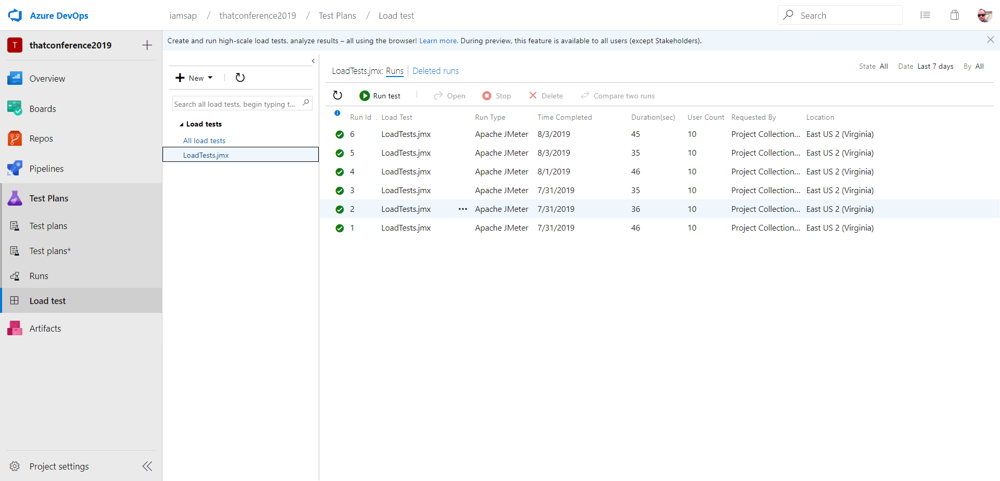 Azure DevOps
iamsap / thatconference2019 / Test Plans / Load test
Search
T thatconference2019
Overview
Boards
Repos
Pipelines
Test Plans
Test plans
Test plans*
Runs
Load test
Artifacts
Project settings
Create and run high-scale load tests, analyze results – all using the browser! Learn more. During preview, this feature is available to all users (except Stakeholders).
New
Search all load tests, begin typing t...
Load tests
All load tests
LoadTests.jmx
LoadTests.jmx: Runs Deleted runs
State All Date Last 7 days By All
Run test Open Stop Delete Compare two runs
Run Id . Load Test Run Type Time Completed Duration(sec) User Count Requested By Location
6 LoadTests.jmx Apache JMeter 8/3/2019 45 10 Project Collection... East US 2 (Virginia)
5 LoadTests.jmx Apache JMeter 8/3/2019 35 10 Project Collection... East US 2 (Virginia)
4 LoadTests.jmx Apache JMeter 8/1/2019 46 10 Project Collection... East US 2 (Virginia)
3 LoadTests.jmx Apache JMeter 7/31/2019 35 10 Project Collection... East US 2 (Virginia)
2 LoadTests.jmx ... Apache JMeter 7/31/2019 36 10 Project Collection... East US 2 (Virginia)
1 LoadTests.jmx Apache JMeter 7/31/2019 46 10 Project Collection... East US 2 (Virginia)